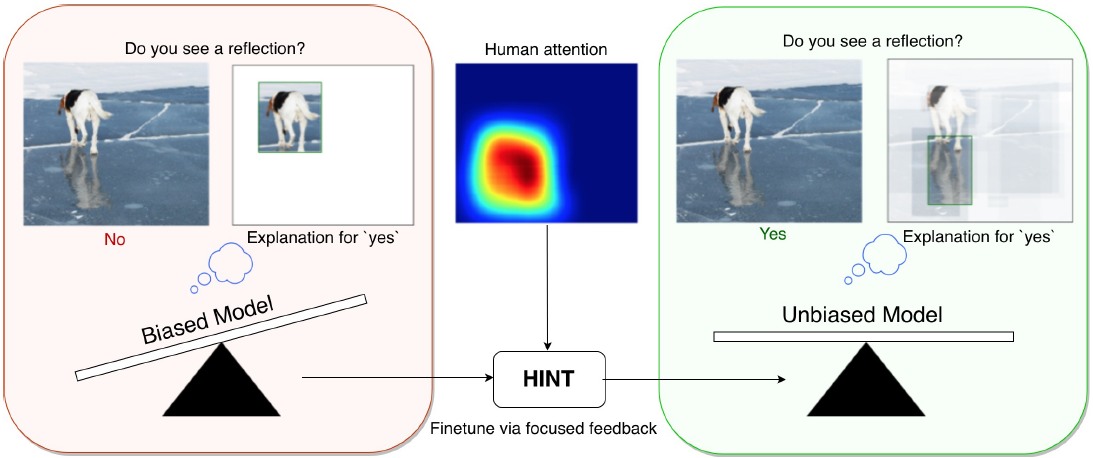 Do you see a reflection?
No
Explanation for `yes`
Biased Model
Human attention
HINT
Finetune via focused feedback
Do you see a reflection?
Yes
Explanation for `yes`
Unbiased Model